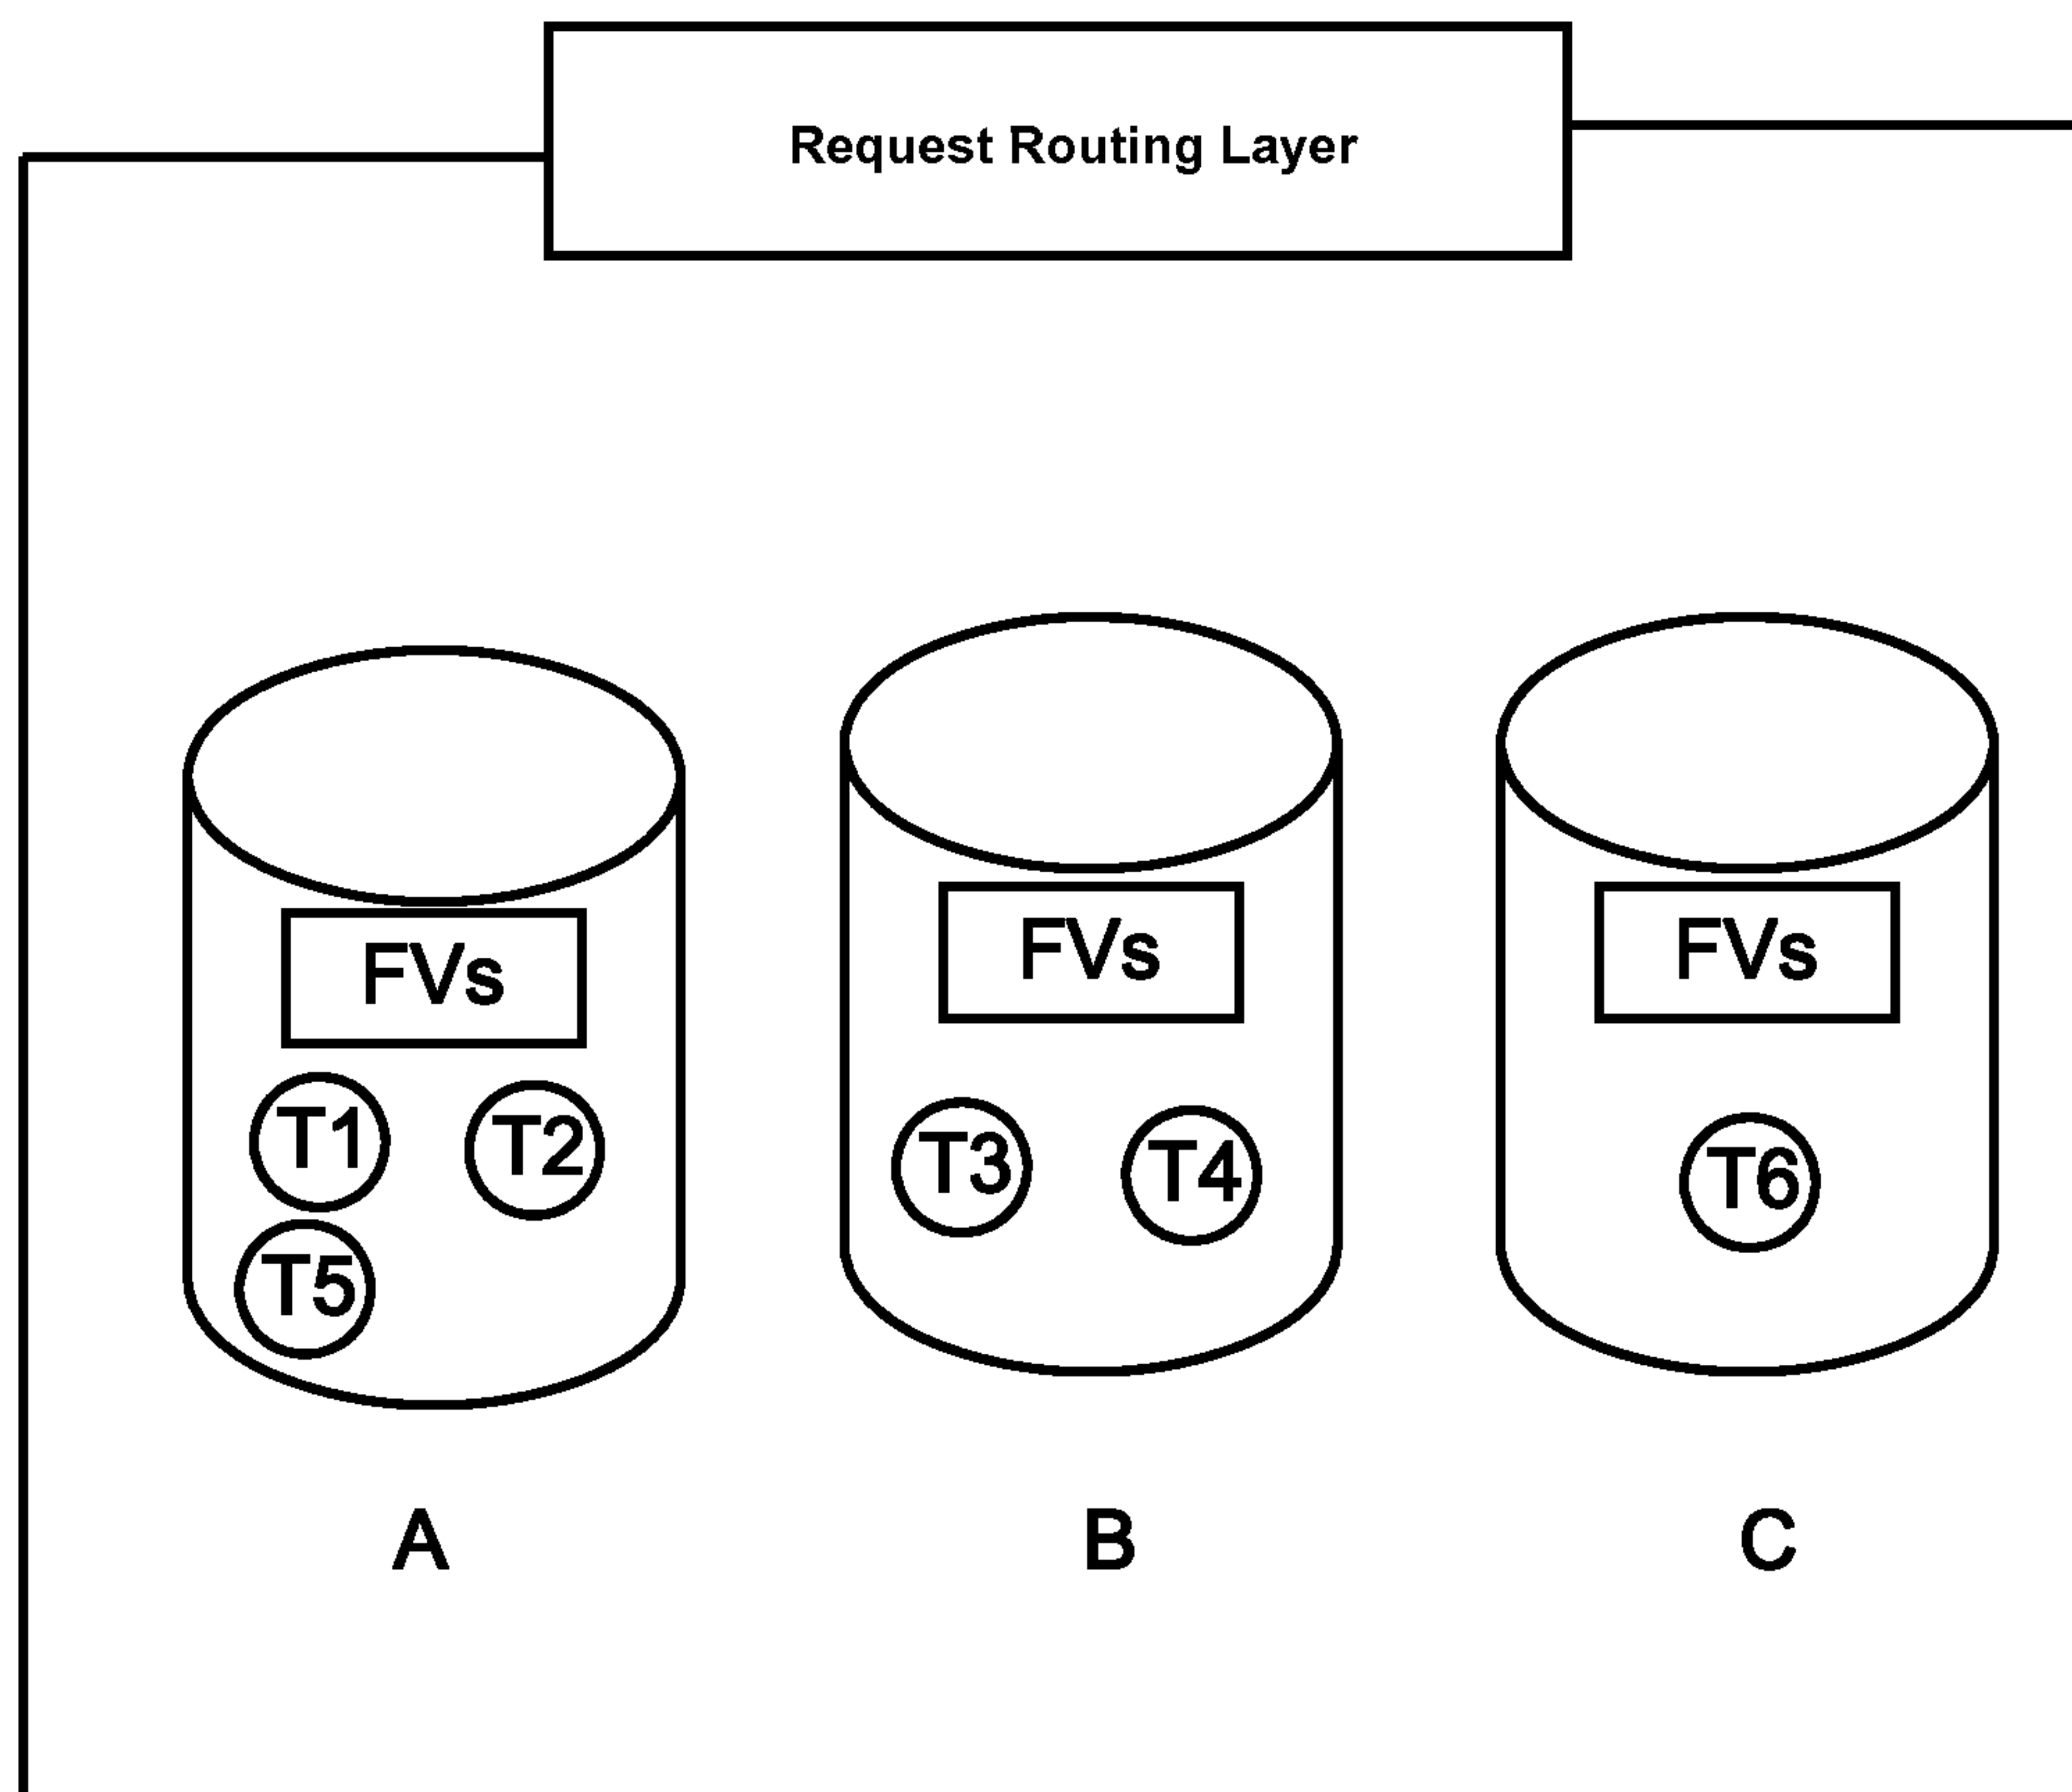 Request Routing Layer
FVs
FVs
FVs
T1
T2
T3
T4
T6
T5
A
B
C